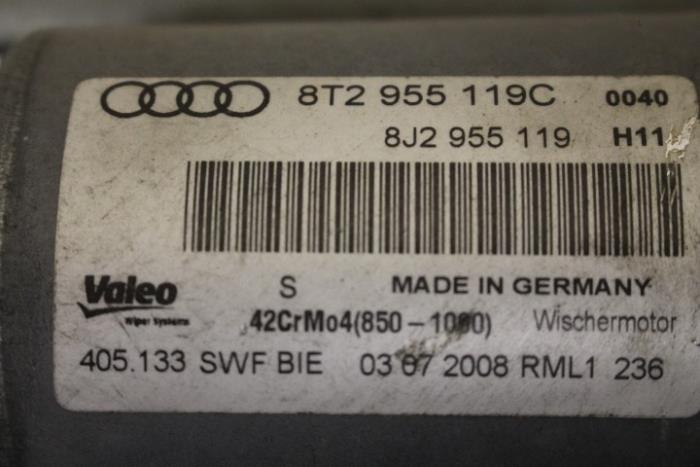 8T2 955 119C 0040
8J2 955 119 H11
Valeo S MADE IN GERMANY
Wiper Systems 42CrMo4(850-1000) Wischermotor
405.133 SWF BIE 03 07 2008 RML1 236